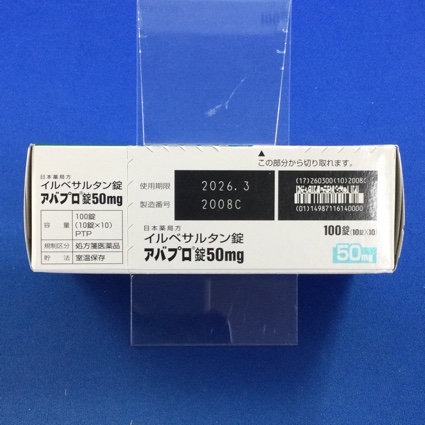 日本薬局方
イルベサルタン錠
アバプロ®錠50mg
容量 100錠
(10錠×10)
PTP
規制区分 処方箋医薬品
貯法 室温保存
使用期限 2026.3
製造番号 2008C
この部分から切り取れます。
(17)260300(10)2008C
(01)14987116140000
日本薬局方
イルベサルタン錠
アバプロ®錠50mg
100錠(10錠×10)
50mg